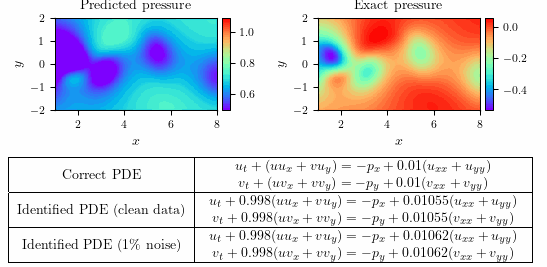 Predicted pressure
Exact pressure
2
1
0
−1
−2
y
2
4
6
8
x
1.0
0.8
0.6
2
1
0
−1
−2
y
2
4
6
8
x
0.0
−0.2
−0.4
Correct PDE
u_t + (uu_x + vu_y) = −p_x + 0.01(u_xx + u_yy)
v_t + (uv_x + vv_y) = −p_y + 0.01(v_xx + v_yy)
Identified PDE (clean data)
u_t + 0.998(uu_x + vu_y) = −p_x + 0.01055(u_xx + u_yy)
v_t + 0.998(uv_x + vv_y) = −p_y + 0.01055(v_xx + v_yy)
Identified PDE (1% noise)
u_t + 0.998(uu_x + vu_y) = −p_x + 0.01062(u_xx + u_yy)
v_t + 0.998(uv_x + vv_y) = −p_y + 0.01062(v_xx + v_yy)